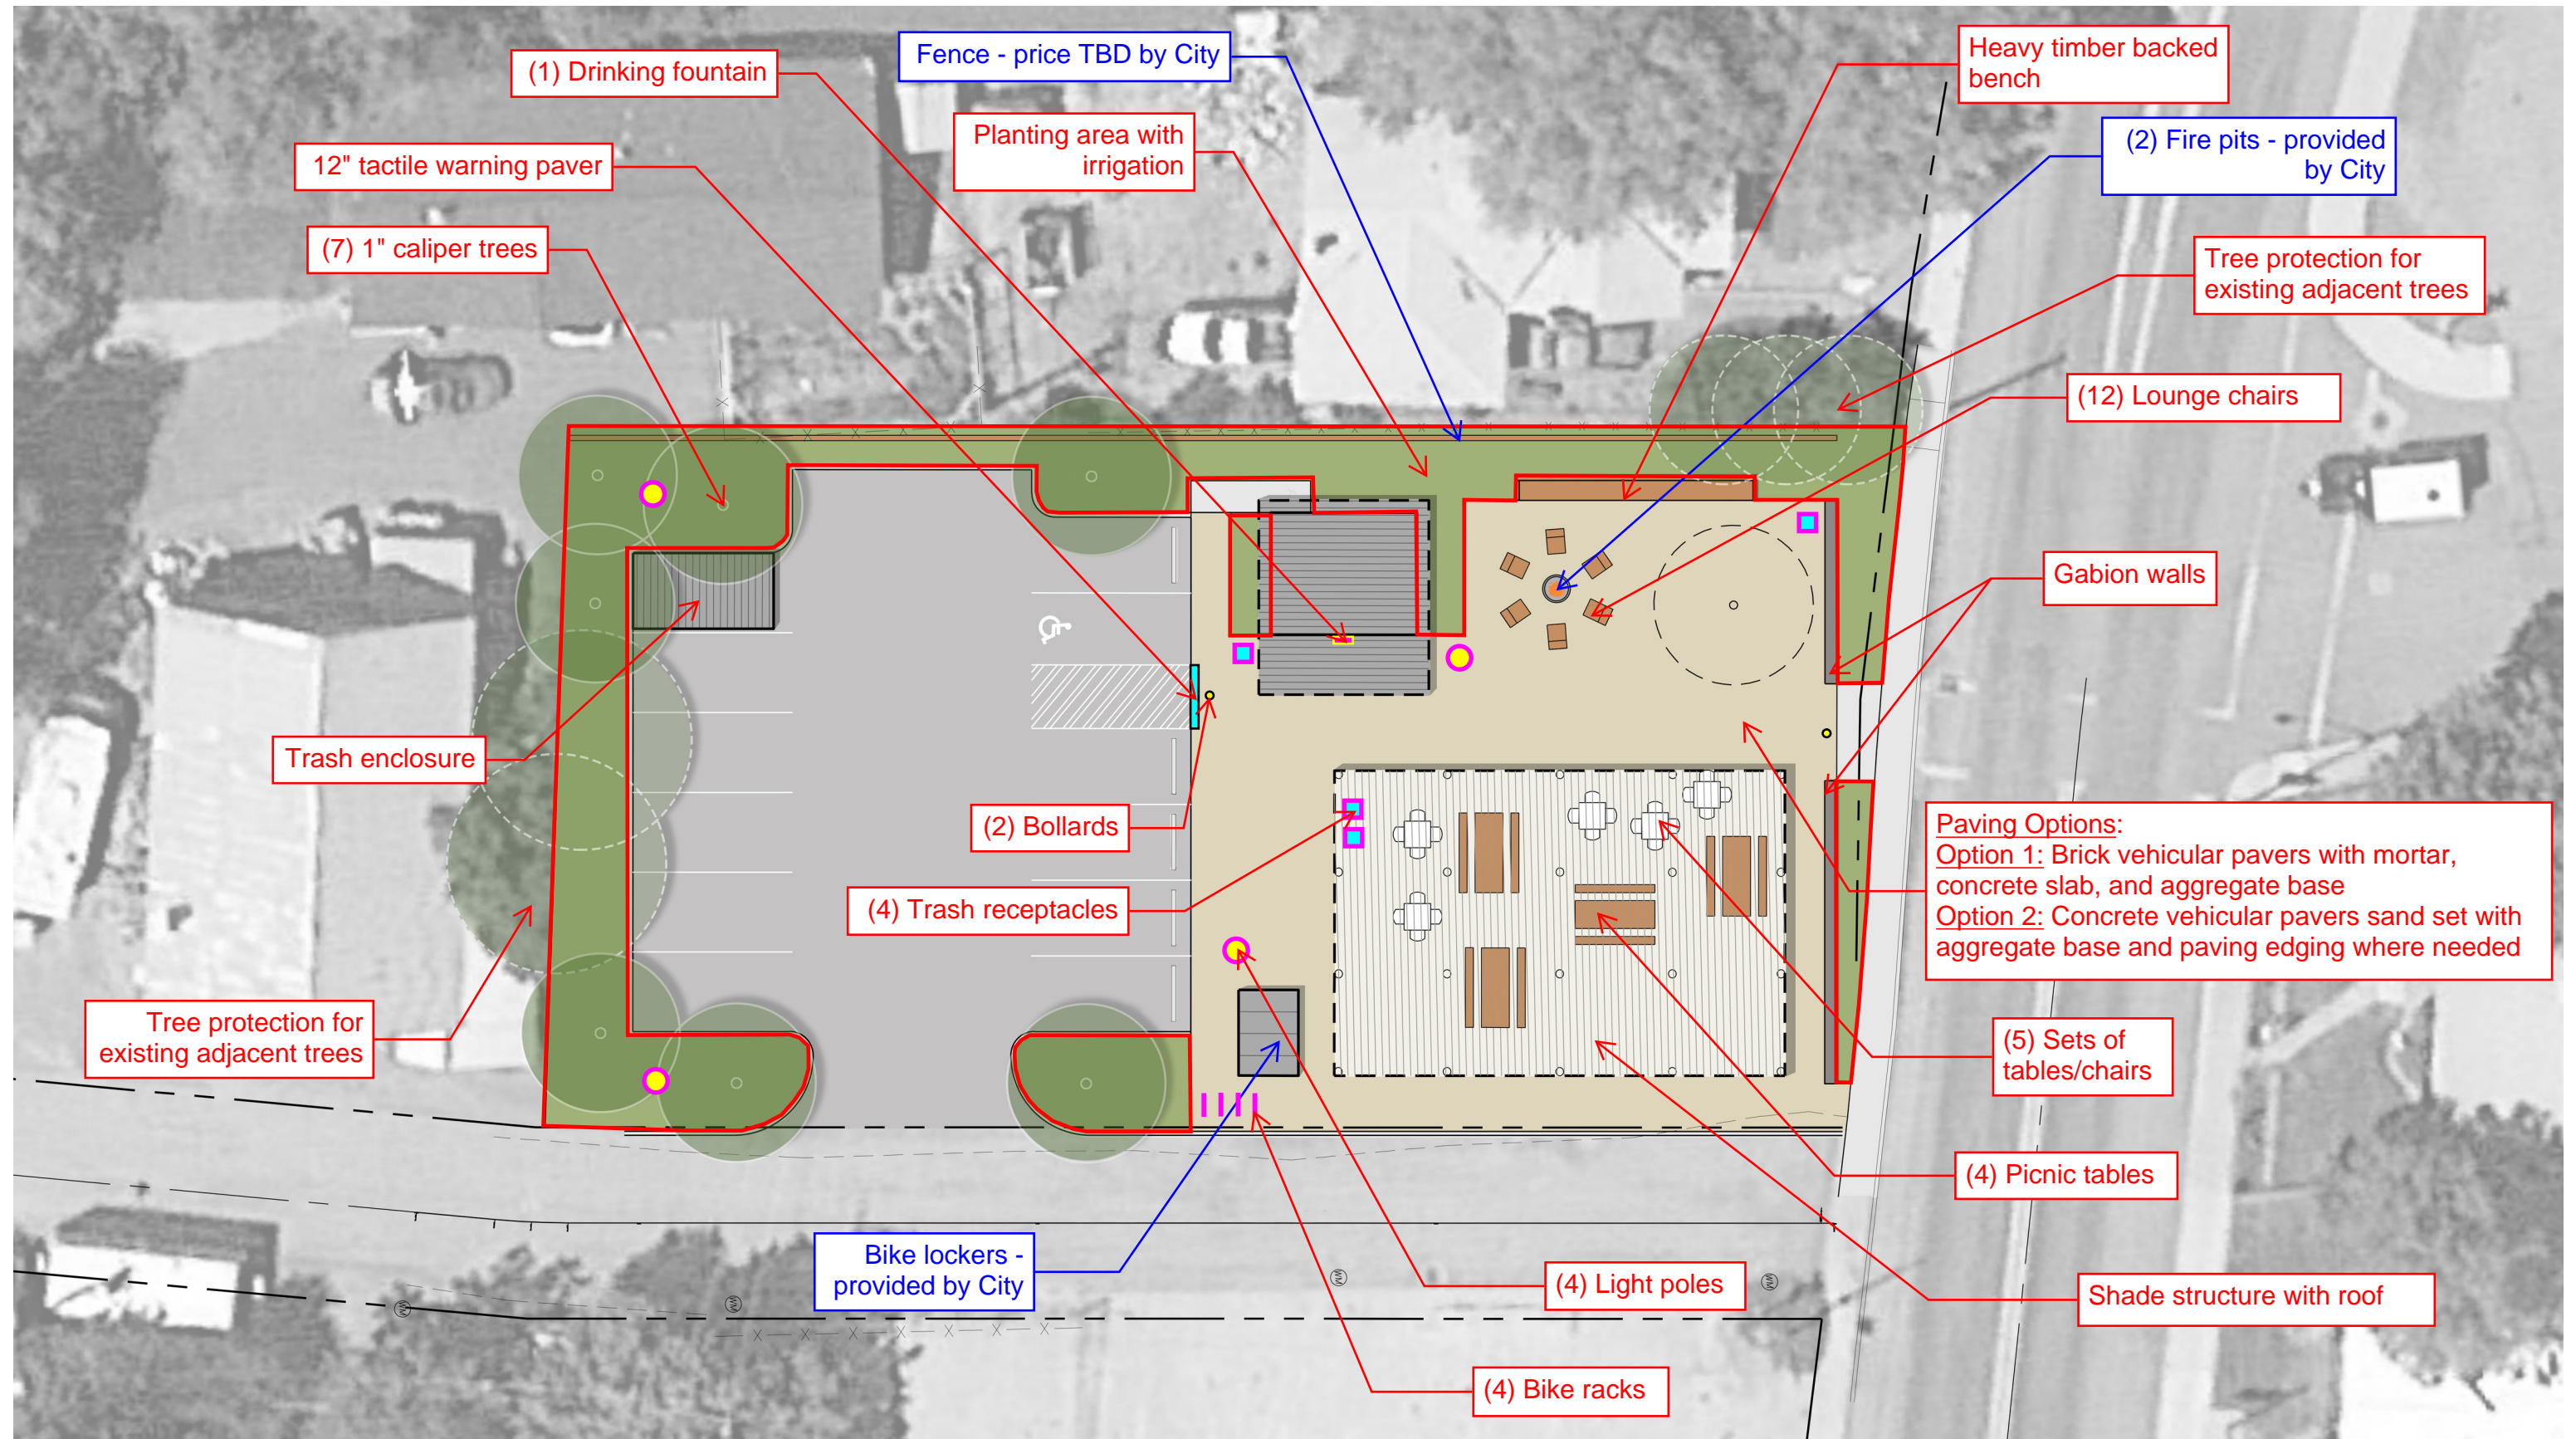 Heavy timber backed
bench
Fence - price TBD by City
(1) Drinking fountain
Planting area with
irrigation
(2) Fire pits - provided
by City
12" tactile warning paver
(7) 1" caliper trees
Tree protection for
existing adjacent trees
(12) Lounge chairs
Gabion walls
Trash enclosure
(2) Bollards
Paving Options:
Option 1: Brick vehicular pavers with mortar,
concrete slab, and aggregate base
Option 2: Concrete vehicular pavers sand set with
aggregate base and paving edging where needed
(4) Trash receptacles
Tree protection for
existing adjacent trees
(5) Sets of
tables/chairs
(4) Picnic tables
Bike lockers -
provided by City
(4) Light poles
Shade structure with roof
WM
WM
WM
WM
(4) Bike racks